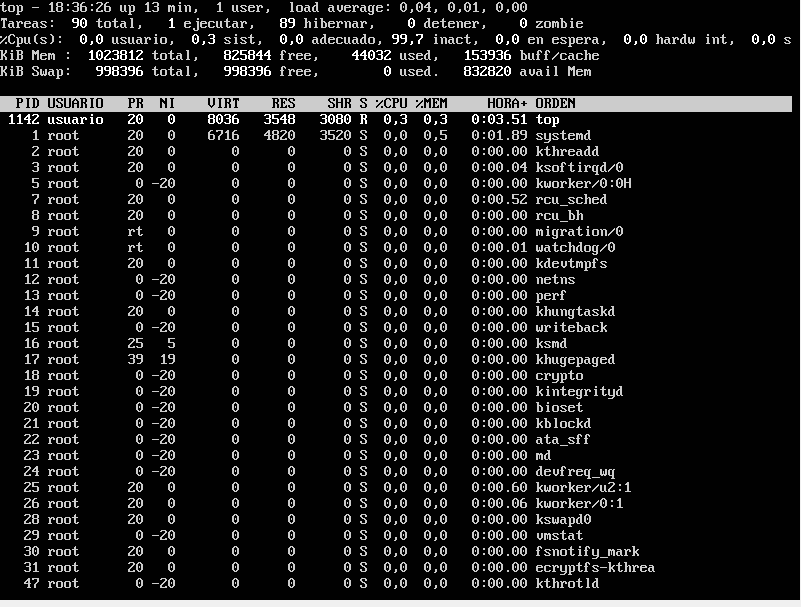 top - 18:36:26 up 13 min,  1 user,  load average: 0,04, 0,01, 0,00
Tareas:  90 total,   1 ejecutar,  89 hibernar,   0 detener,   0 zombie
%Cpu(s):  0,0 usuario,  0,3 sist,  0,0 adecuado, 99,7 inact,  0,0 en espera,  0,0 hardw int,  0,0 s
KiB Mem :  1023812 total,   825844 free,    44032 used,   153936 buff/cache
KiB Swap:   998396 total,   998396 free,        0 used.   832820 avail Mem
PID USUARIO PR NI VIRT RES SHR S %CPU %MEM HORA+ ORDEN
1142 usuario 20 0 8036 3548 3080 R 0,3 0,3 0:03.51 top
1 root 20 0 6716 4820 3520 S 0,0 0,5 0:01.89 systemd
2 root 20 0 0 0 0 S 0,0 0,0 0:00.00 kthreadd
3 root 20 0 0 0 0 S 0,0 0,0 0:00.04 ksoftirqd/0
5 root 0 -20 0 0 0 S 0,0 0,0 0:00.00 kworker/0:0H
7 root 20 0 0 0 0 S 0,0 0,0 0:00.52 rcu_sched
8 root 20 0 0 0 0 S 0,0 0,0 0:00.00 rcu_bh
9 root rt 0 0 0 0 S 0,0 0,0 0:00.00 migration/0
10 root rt 0 0 0 0 S 0,0 0,0 0:00.01 watchdog/0
11 root 20 0 0 0 0 S 0,0 0,0 0:00.00 kdevtmpfs
12 root 0 -20 0 0 0 S 0,0 0,0 0:00.00 netns
13 root 0 -20 0 0 0 S 0,0 0,0 0:00.00 perf
14 root 20 0 0 0 0 S 0,0 0,0 0:00.00 khungtaskd
15 root 0 -20 0 0 0 S 0,0 0,0 0:00.00 writeback
16 root 25 5 0 0 0 S 0,0 0,0 0:00.00 ksmd
17 root 39 19 0 0 0 S 0,0 0,0 0:00.00 khugepaged
18 root 0 -20 0 0 0 S 0,0 0,0 0:00.00 crypto
19 root 0 -20 0 0 0 S 0,0 0,0 0:00.00 kintegrityd
20 root 0 -20 0 0 0 S 0,0 0,0 0:00.00 bioset
21 root 0 -20 0 0 0 S 0,0 0,0 0:00.00 kblockd
22 root 0 -20 0 0 0 S 0,0 0,0 0:00.00 ata_sff
23 root 0 -20 0 0 0 S 0,0 0,0 0:00.00 md
24 root 0 -20 0 0 0 S 0,0 0,0 0:00.00 devfreq_wq
25 root 20 0 0 0 0 S 0,0 0,0 0:00.60 kworker/u2:1
26 root 20 0 0 0 0 S 0,0 0,0 0:00.06 kworker/0:1
28 root 20 0 0 0 0 S 0,0 0,0 0:00.00 kswapd0
29 root 0 -20 0 0 0 S 0,0 0,0 0:00.00 vmstat
30 root 20 0 0 0 0 S 0,0 0,0 0:00.00 fsnotify_mark
31 root 20 0 0 0 0 S 0,0 0,0 0:00.00 ecryptfs-kthrea
47 root 0 -20 0 0 0 S 0,0 0,0 0:00.00 kthrotld